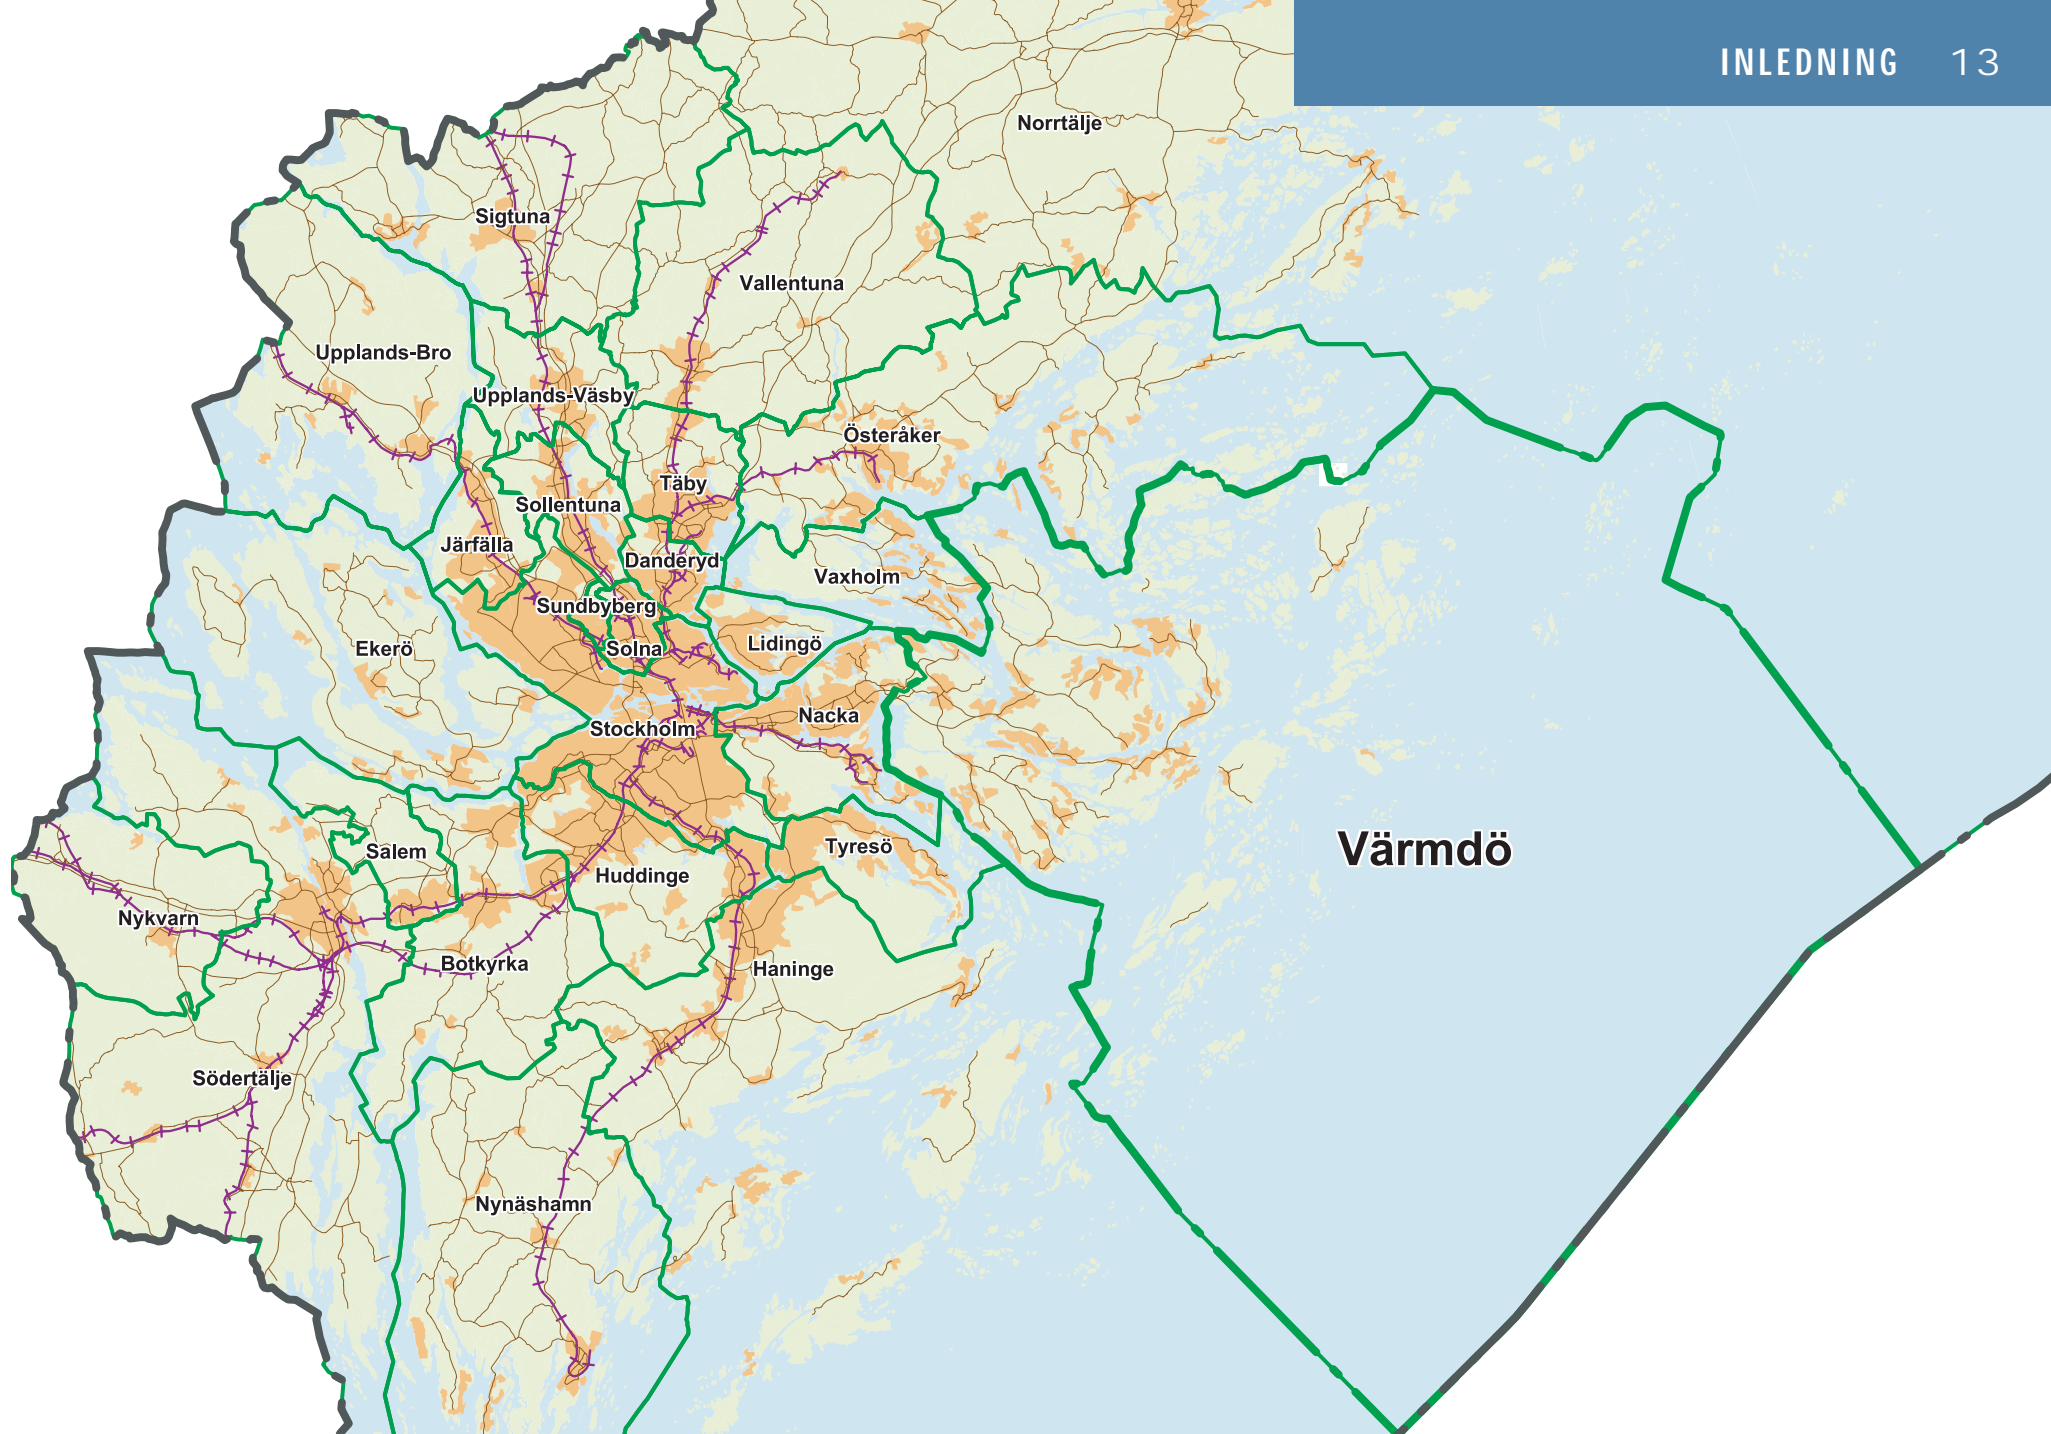 INLEDNING 13
Norrtälje
Sigtuna
Vallentuna
Upplands-Bro
Upplands-Väsby
Österåker
Täby
Sollentuna
Järfälla
Danderyd
Vaxholm
Sundbyberg
Ekerö
Solna
Lidingö
Nacka
Stockholm
Värmdö
Tyresö
Salem
Huddinge
Nykvarn
Botkyrka
Haninge
Södertälje
Nynäshamn